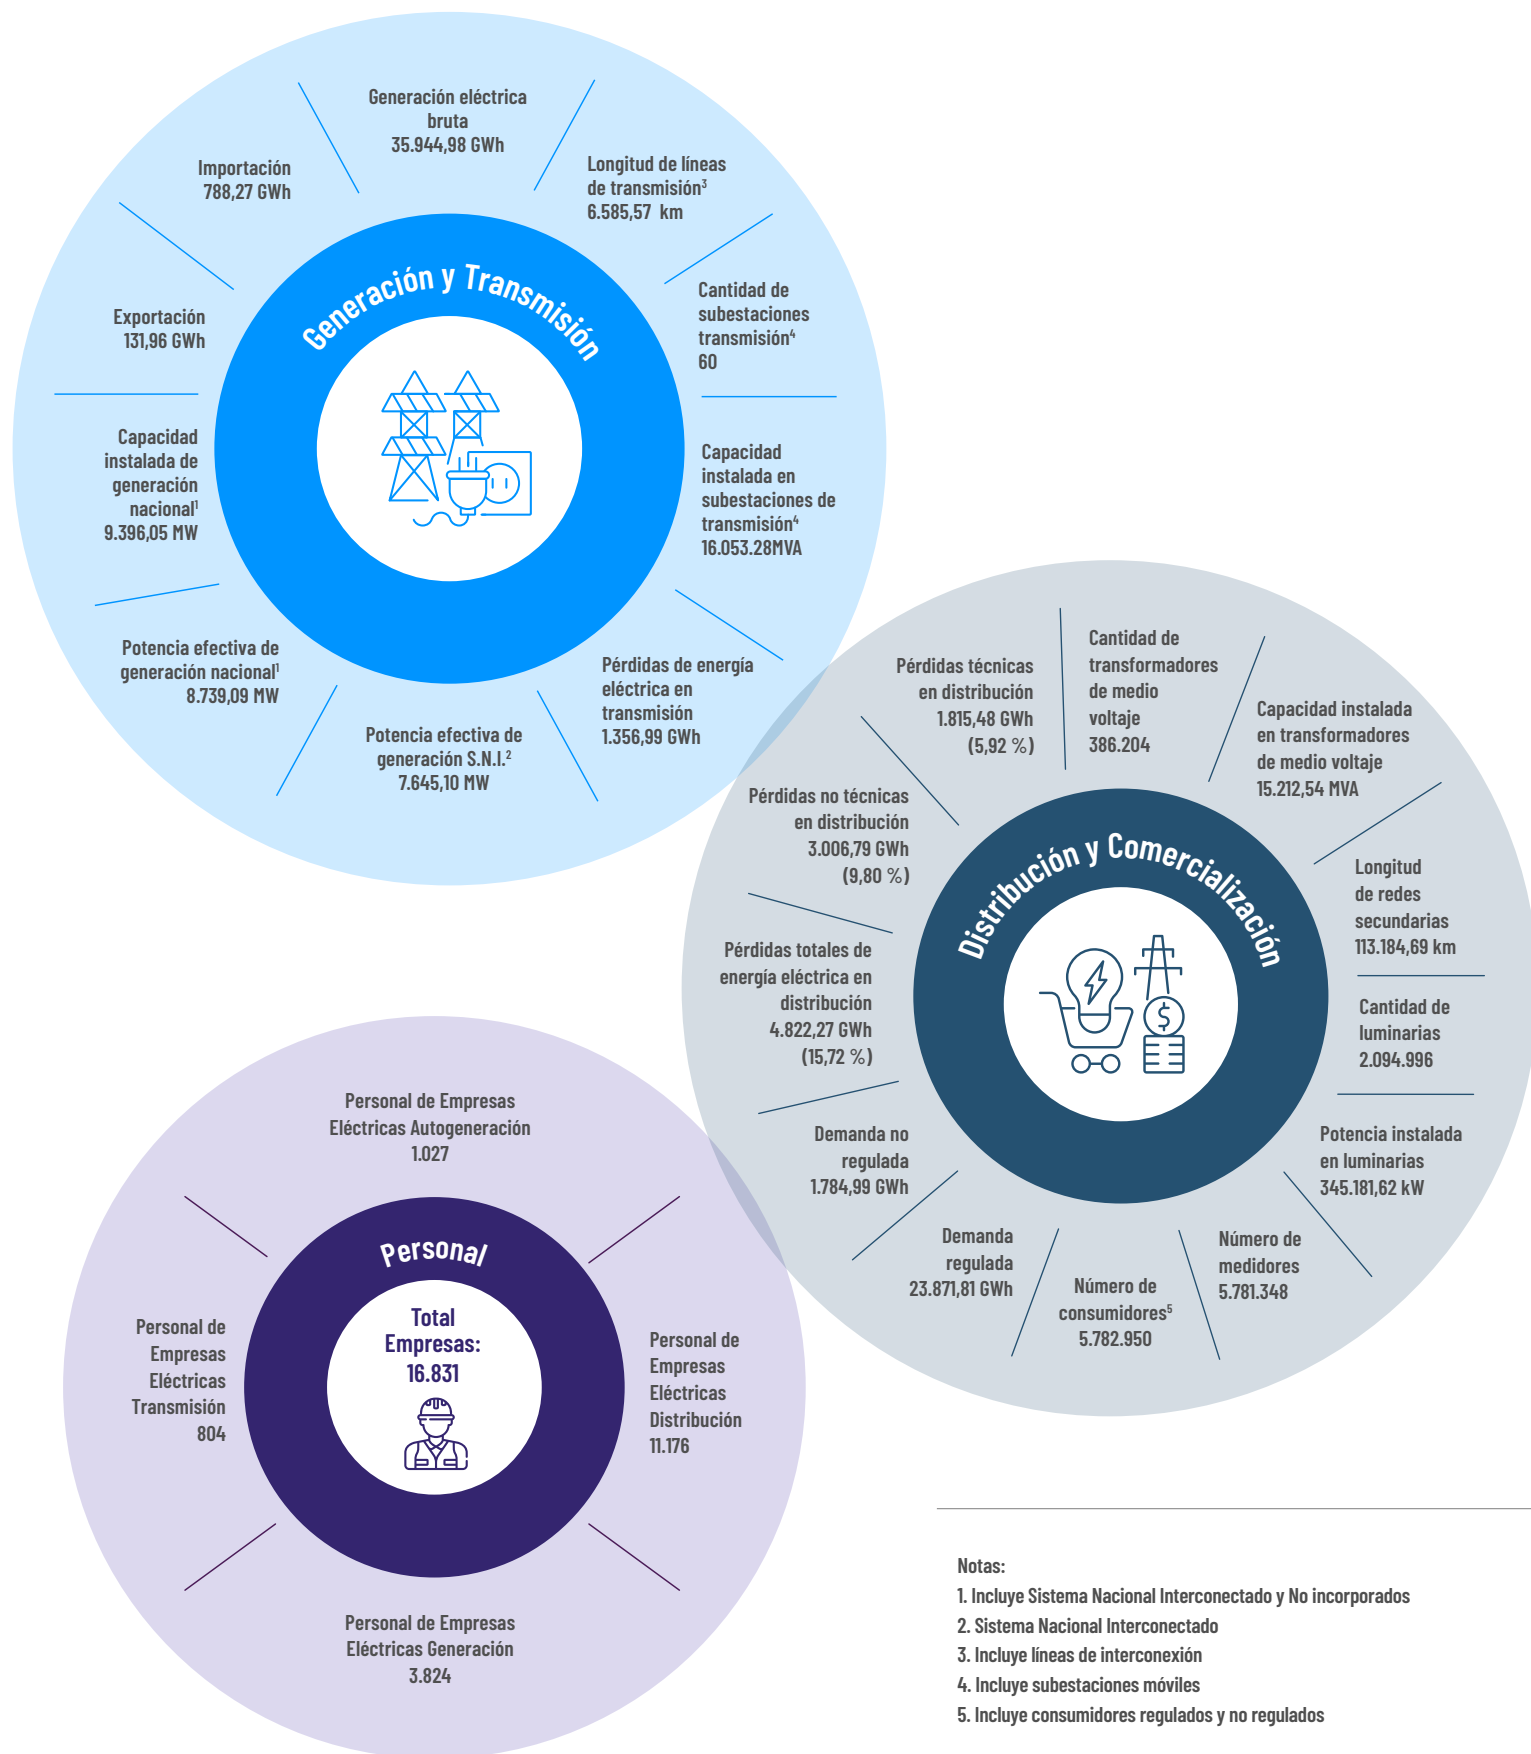 Generación y Transmisión
Generación eléctrica
bruta
35.944,98 GWh
Longitud de líneas
de transmisión³
6.585,57 km
Cantidad de
subestaciones
transmisión⁴
60
Capacidad
instalada en
subestaciones de
transmisión⁴
16.053.28MVA
Pérdidas de energía
eléctrica en
transmisión
1.356,99 GWh
Potencia efectiva de
generación S.N.I.²
7.645,10 MW
Potencia efectiva de
generación nacional¹
8.739,09 MW
Capacidad
instalada de
generación
nacional¹
9.396,05 MW
Exportación
131,96 GWh
Importación
788,27 GWh
Distribución y Comercialización
Cantidad de
transformadores
de medio
voltaje
386.204
Capacidad instalada
en transformadores
de medio voltaje
15.212,54 MVA
Longitud
de redes
secundarias
113.184,69 km
Cantidad de
luminarias
2.094.996
Potencia instalada
en luminarias
345.181,62 kW
Número de
medidores
5.781.348
Número de
consumidores⁵
5.782.950
Demanda
regulada
23.871,81 GWh
Demanda no
regulada
1.784,99 GWh
Pérdidas totales de
energía eléctrica en
distribución
4.822,27 GWh
(15,72 %)
Pérdidas no técnicas
en distribución
3.006,79 GWh
(9,80 %)
Pérdidas técnicas
en distribución
1.815,48 GWh
(5,92 %)
$
Personal
Total
Empresas:
16.831
Personal de Empresas
Eléctricas Autogeneración
1.027
Personal de
Empresas
Eléctricas
Distribución
11.176
Personal de Empresas
Eléctricas Generación
3.824
Personal de
Empresas
Eléctricas
Transmisión
804
Notas:
1. Incluye Sistema Nacional Interconectado y No incorporados
2. Sistema Nacional Interconectado
3. Incluye líneas de interconexión
4. Incluye subestaciones móviles
5. Incluye consumidores regulados y no regulados